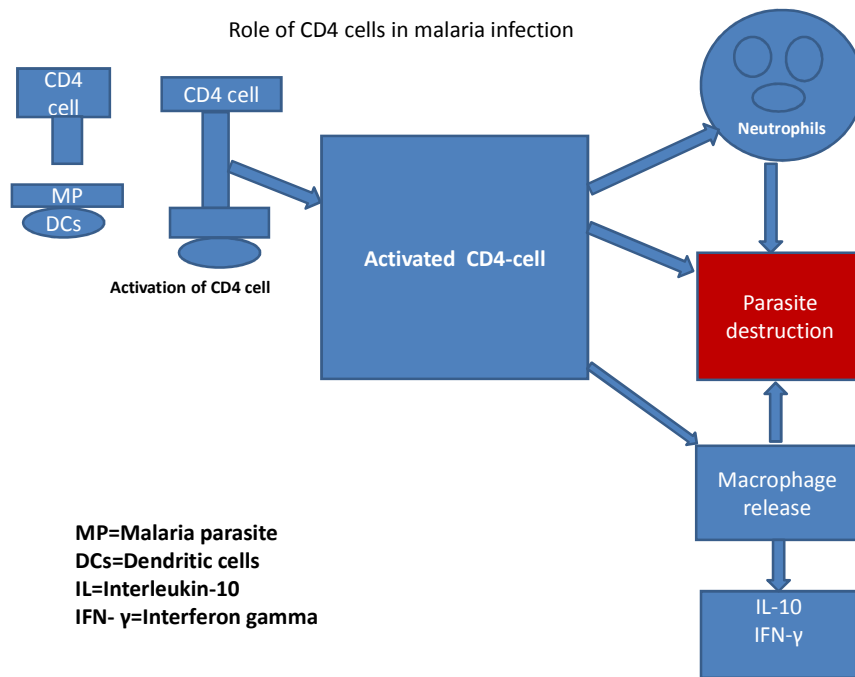 Role of CD4 cells in malaria infection
CD4
cell
CD4 cell
MP
DCs
Activation of CD4 cell
Activated CD4-cell
Neutrophils
Parasite
destruction
Macrophage
release
IL-10
IFN-γ
MP=Malaria parasite
DCs=Dendritic cells
IL=Interleukin-10
IFN- γ=Interferon gamma